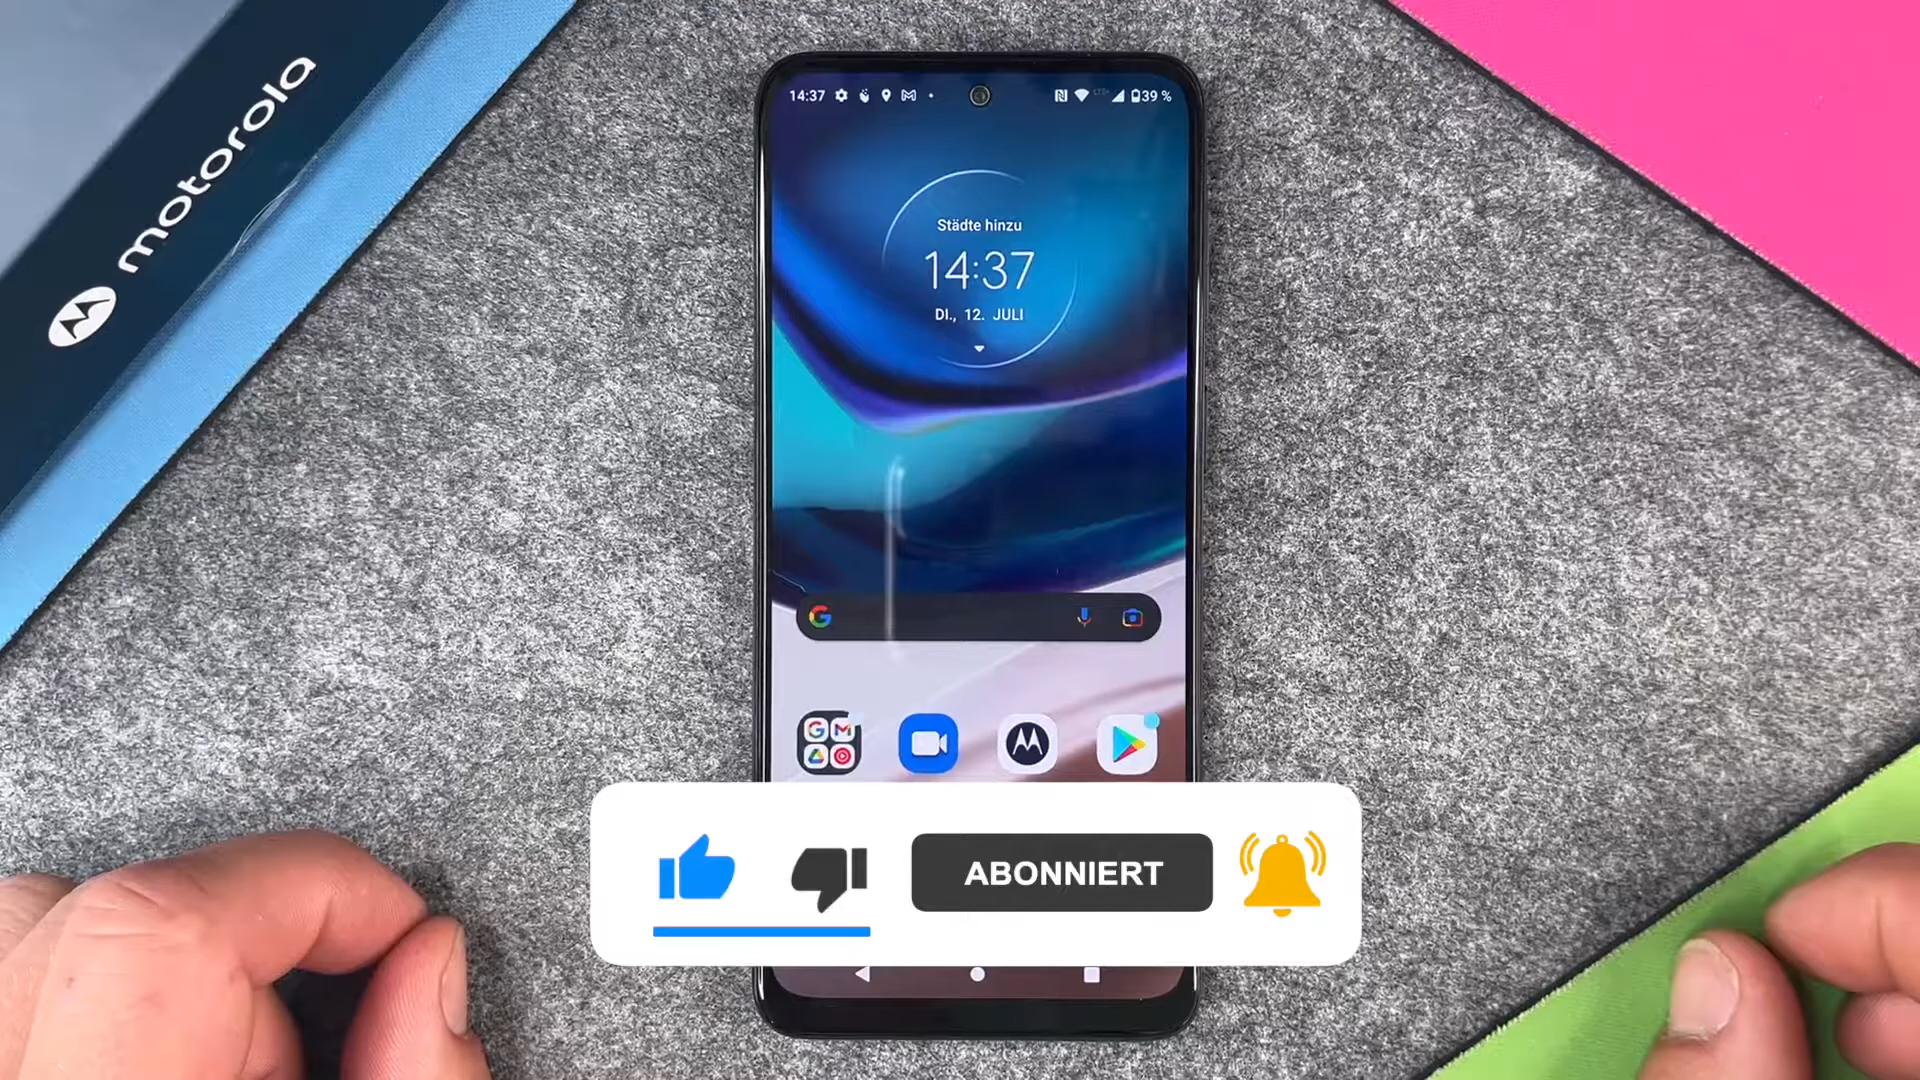 motorola
14:37
39 %
Städte hinzu
14:37
DI., 12. JULI
ABONNIERT